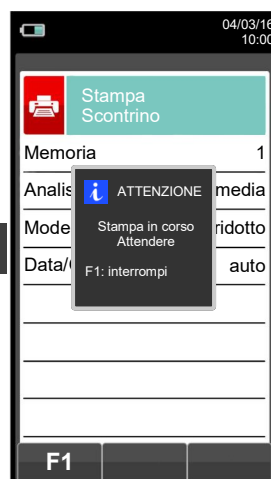 04/03/16
10:00
Stampa
Scontrino
Memoria 1
Analis media
ATTENZIONE
Mode ridotto
Stampa in corso
Attendere
Data/ auto
F1: interrompi
F1